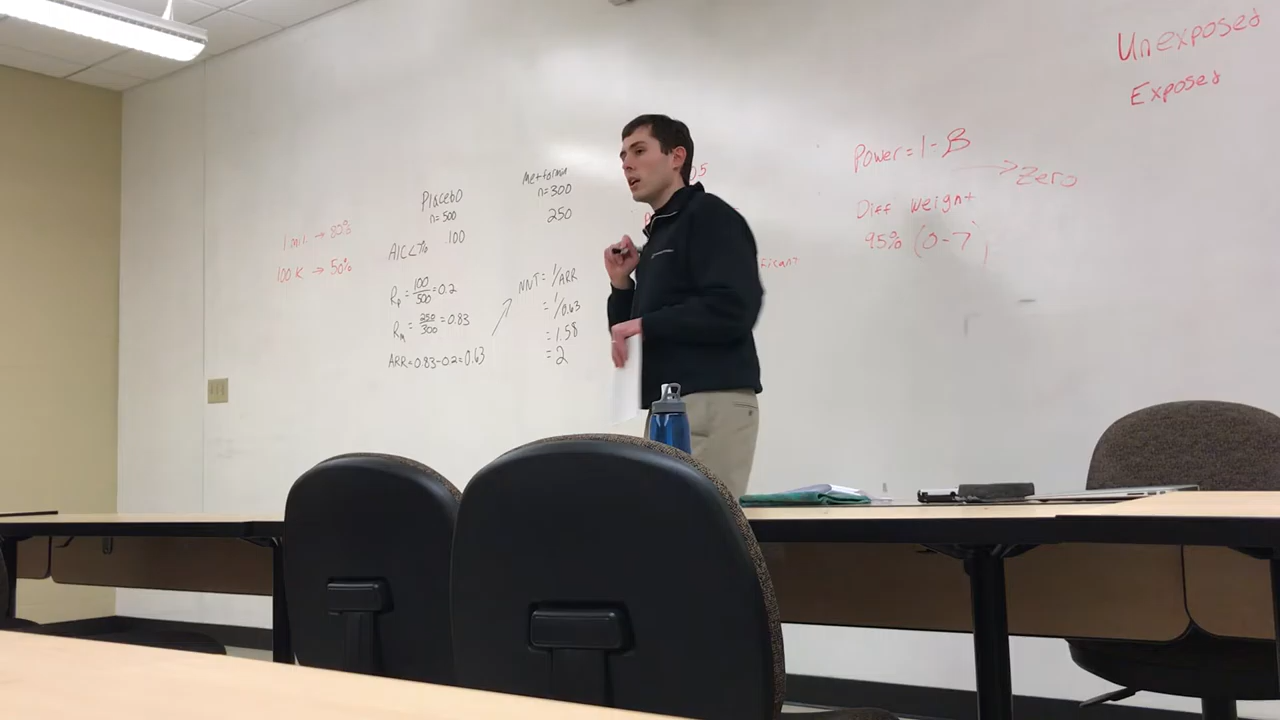 Unexposed
Exposed
1 mil → 80%
100 K → 50%
Placebo
n=500
Metformin
n=300
A1C<7%
100
250
Rp = 100/500 = 0.2
Rm = 250/300 = 0.83
ARR=0.83-0.2=0.63
NNT = 1/ARR
= 1/0.63
= 1.58
= 2
05
ficant
Power = 1-B
→ Zero
Diff Weight
95% (0-7)